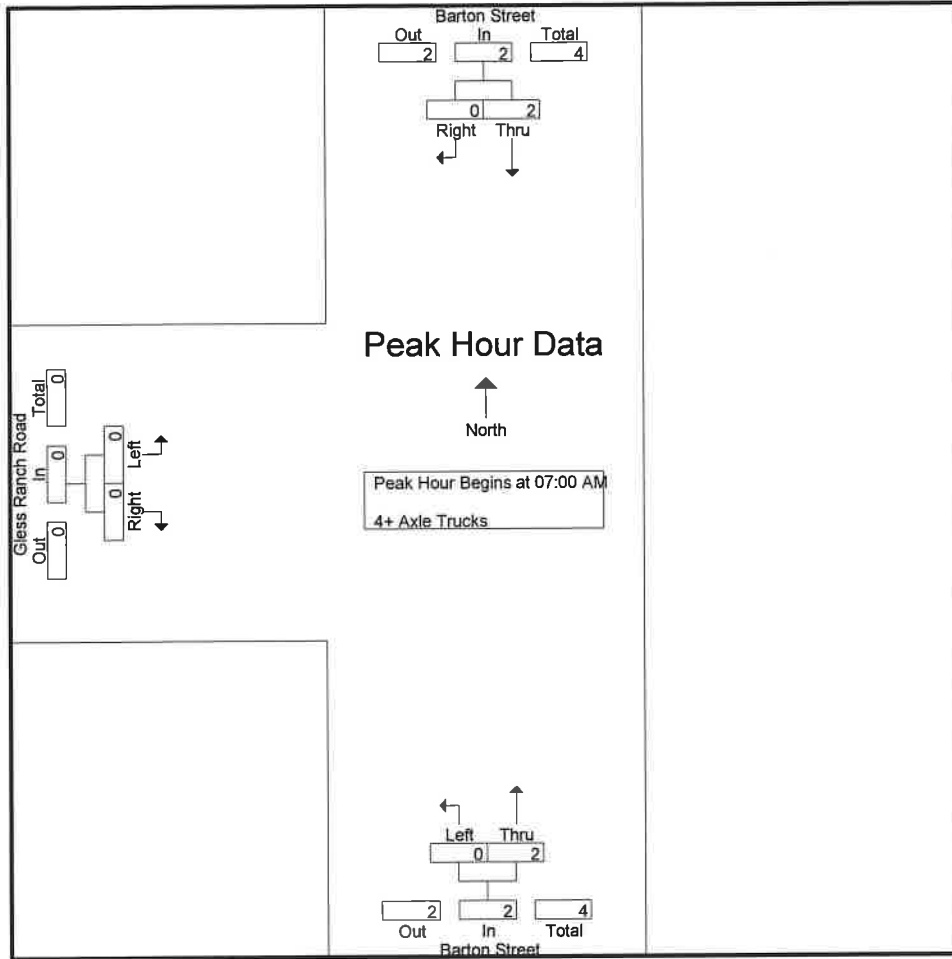 Barton Street
Out In Total
2 2 4
0 2
Right Thru
Peak Hour Data
North
Peak Hour Begins at 07:00 AM
4+ Axle Trucks
Gless Ranch Road
Out In Total
0 0 0
0 0
Right Left
Left Thru
0 2
2 2 4
Out In Total
Barton Street